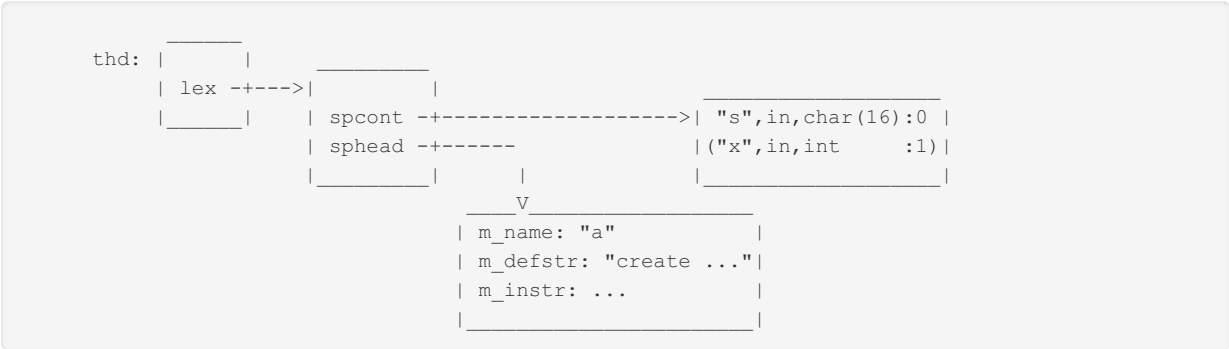 thd: | |
| lex -+--->| |
|______| | spcont -+------------------->| "s",in,char(16):0 |
| sphead -+------ |("x",in,int :1)|
|_________| | |___________________|
____V__________________
| m_name: "a" |
| m_defstr: "create ..."|
| m_instr: ... |
|_______________________|